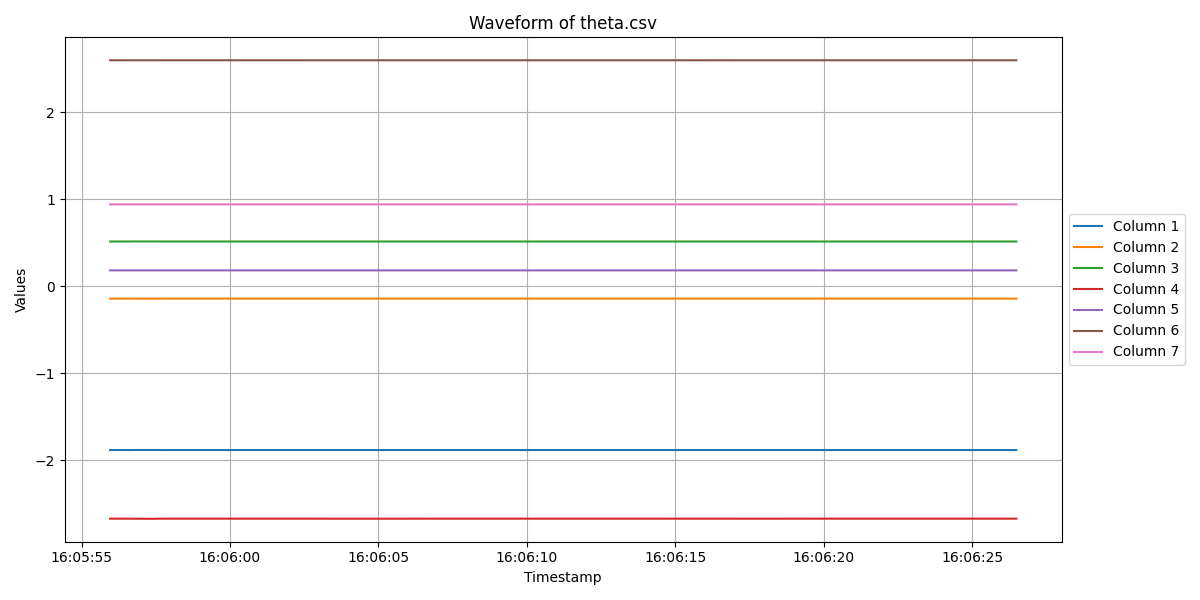 Waveform of theta.csv
Values
2
1
0
−1
−2
16:05:55
16:06:00
16:06:05
16:06:10
16:06:15
16:06:20
16:06:25
Timestamp
Column 1
Column 2
Column 3
Column 4
Column 5
Column 6
Column 7